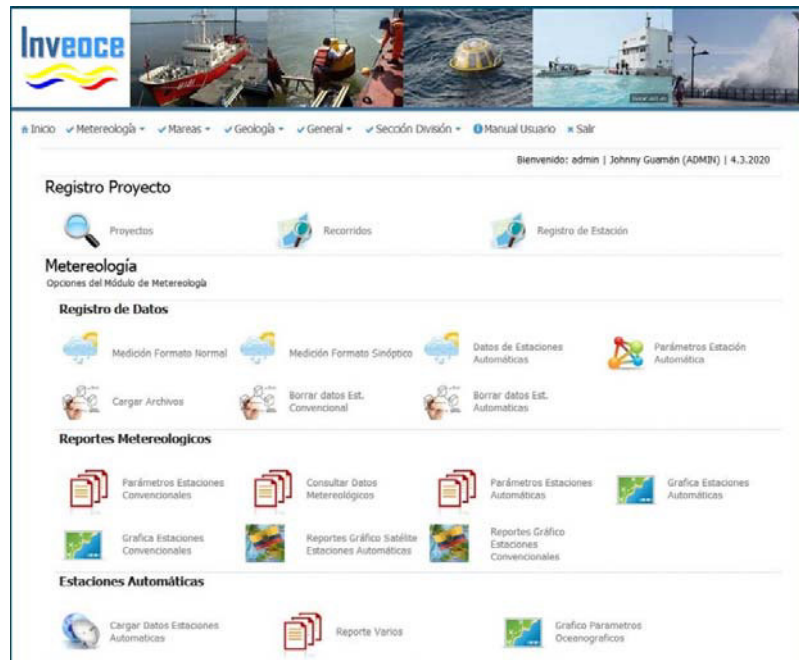 Inveoce
Inicio Metereología Mareas Geología General Sección División Manual Usuario Salir
Bienvenido: admin | Johnny Guamán (ADMIN) | 4.3.2020
Registro Proyecto
Proyectos Recorridos Registro de Estación
Metereología
Opciones del Módulo de Metereología
Registro de Datos
Medición Formato Normal Medición Formato Sinóptico Datos de Estaciones Automáticas Parámetros Estación Automática
Cargar Archivos Borrar datos Est. Convencional Borrar datos Est. Automaticas
Reportes Metereologicos
Parámetros Estaciones Convencionales Consultar Datos Metereológicos Parámetros Estaciones Automáticas Grafica Estaciones Automáticas
Grafica Estaciones Convencionales Reportes Gráfico Satélite Estaciones Automáticas Reportes Gráfico Estaciones Convencionales
Estaciones Automáticas
Cargar Datos Estaciones Automaticas Reporte Varios Grafico Parametros Oceanograficos